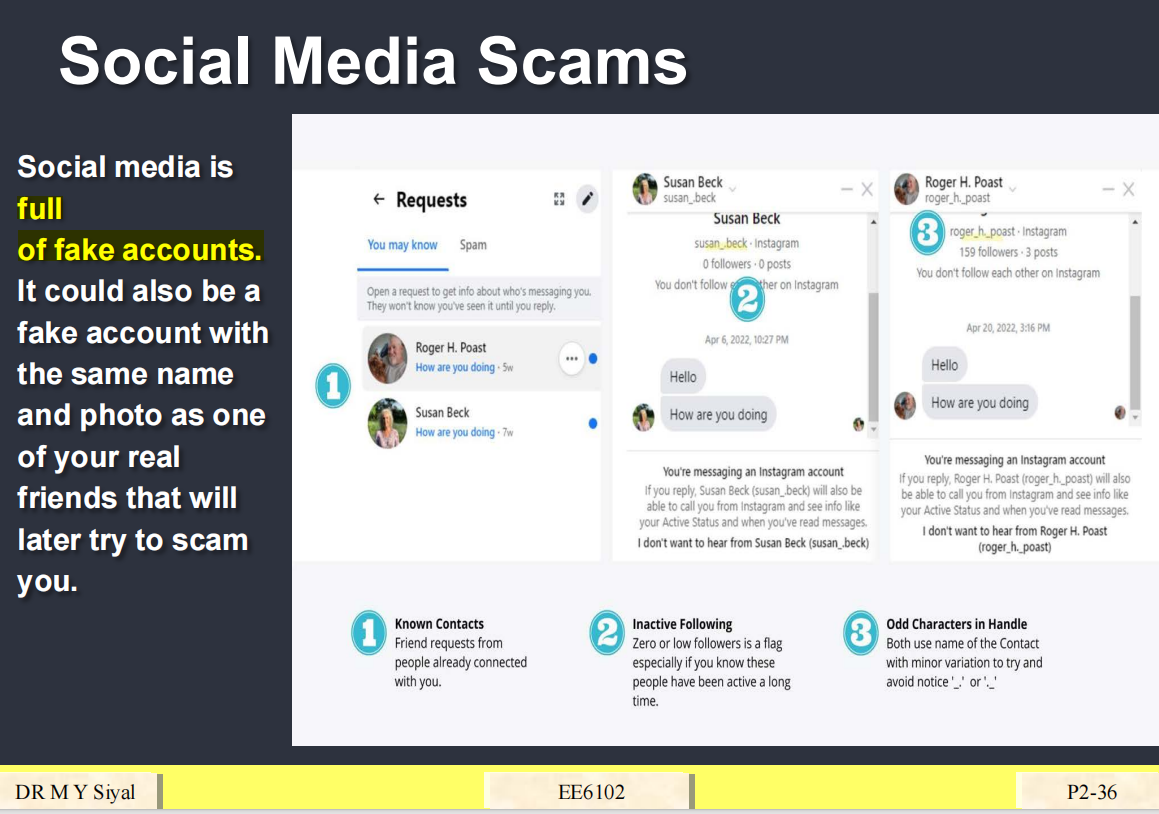 Social Media Scams
Social media is
full
of fake accounts.
It could also be a
fake account with
the same name
and photo as one
of your real
friends that will
later try to scam
you.
Requests
You may know
Spam
Open a request to get info about who's messaging you.
They won't know you've seen it until you reply.
1
Roger H. Poast
How are you doing · 5w
Susan Beck
How are you doing · 7w
Susan Beck
susan_.beck
Susan Beck
susan_.beck · Instagram
0 followers · 0 posts
You don't follow other on Instagram
2
Apr 6, 2022, 10:27 PM
Hello
How are you doing
You're messaging an Instagram account
If you reply, Susan Beck (susan_.beck) will also be
able to call you from Instagram and see info like
your Active Status and when you've read messages.
I don't want to hear from Susan Beck (susan_.beck)
Roger H. Poast
roger_h._poast
3
roger_h._poast · Instagram
159 followers · 3 posts
You don't follow each other on Instagram
Apr 20, 2022, 3:16 PM
Hello
How are you doing
You're messaging an Instagram account
If you reply, Roger H. Poast (roger_h._poast) will also
be able to call you from Instagram and see info like
your Active Status and when you've read messages.
I don't want to hear from Roger H. Poast
(roger_h._poast)
1
Known Contacts
Friend requests from
people already connected
with you.
2
Inactive Following
Zero or low followers is a flag
especially if you know these
people have been active a long
time.
3
Odd Characters in Handle
Both use name of the Contact
with minor variation to try and
avoid notice '_.' or '._'
DR M Y Siyal
EE6102
P2-36